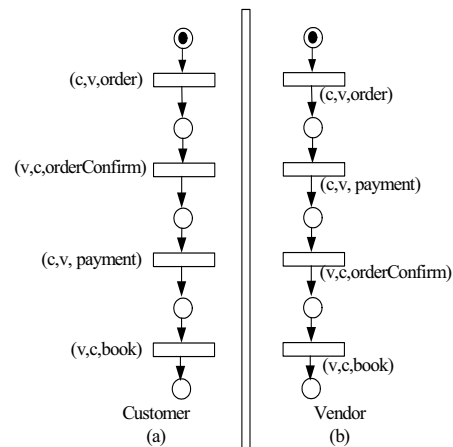 (c,v,order)
(v,c,orderConfirm)
(c,v, payment)
(v,c,book)
Customer
(a)
(c,v,order)
(c,v, payment)
(v,c,orderConfirm)
(v,c,book)
Vendor
(b)